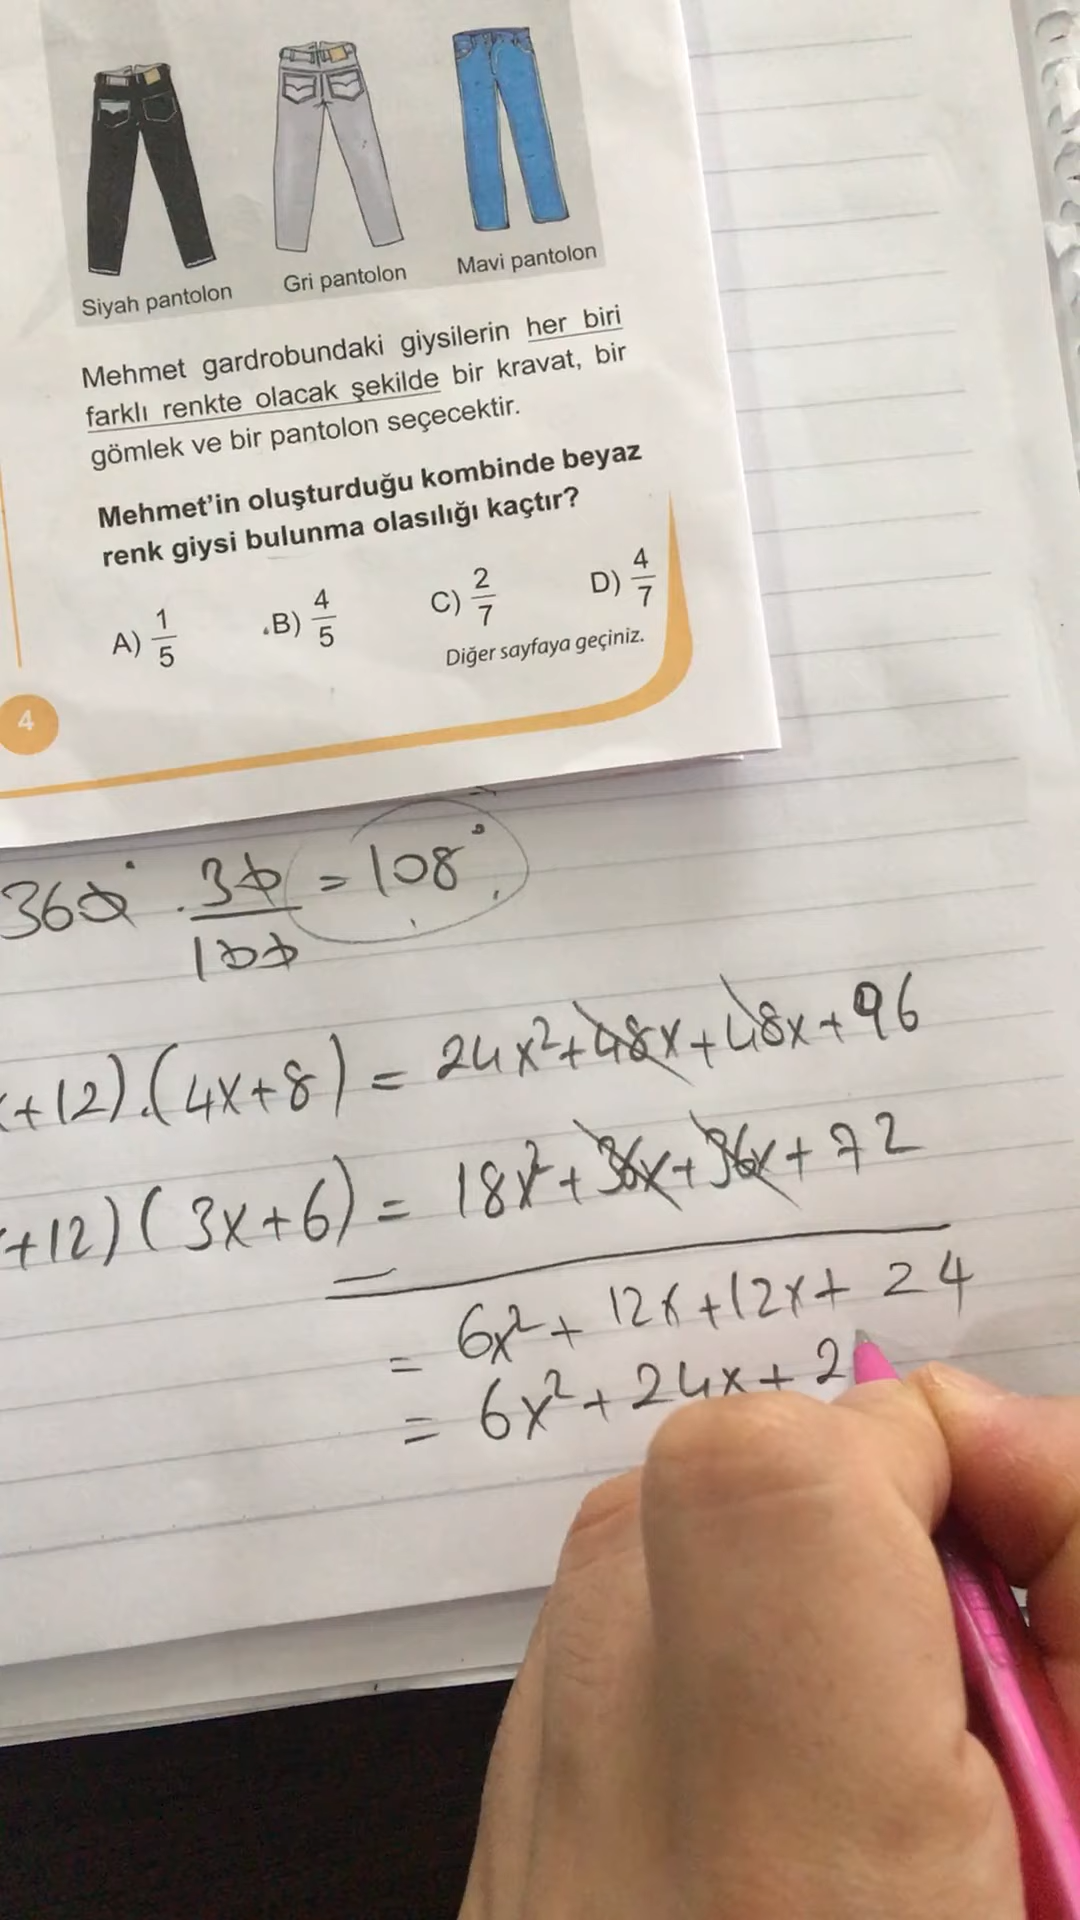 Siyah pantolon
Gri pantolon
Mavi pantolon
Mehmet gardrobundaki giysilerin her biri
farklı renkte olacak şekilde bir kravat, bir
gömlek ve bir pantolon seçecektir.
Mehmet'in oluşturduğu kombinde beyaz
renk giysi bulunma olasılığı kaçtır?
A) 1/5 B) 4/5 C) 2/7 D) 4/7
Diğer sayfaya geçiniz.
4
360° . 30/100 = 108°
+12).(4x+8) = 24x²+48x+48x+96
+12)(3x+6) = 18x²+36x+36x+72
= 6x²+12x+12x+24
= 6x²+24x+2